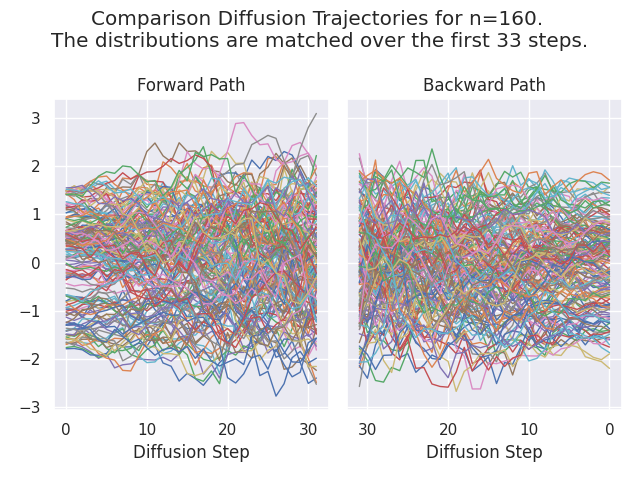 Comparison Diffusion Trajectories for n=160.
The distributions are matched over the first 33 steps.
Forward Path
Backward Path
3
2
1
0
−1
−2
−3
0
10
20
30
30
20
10
0
Diffusion Step
Diffusion Step